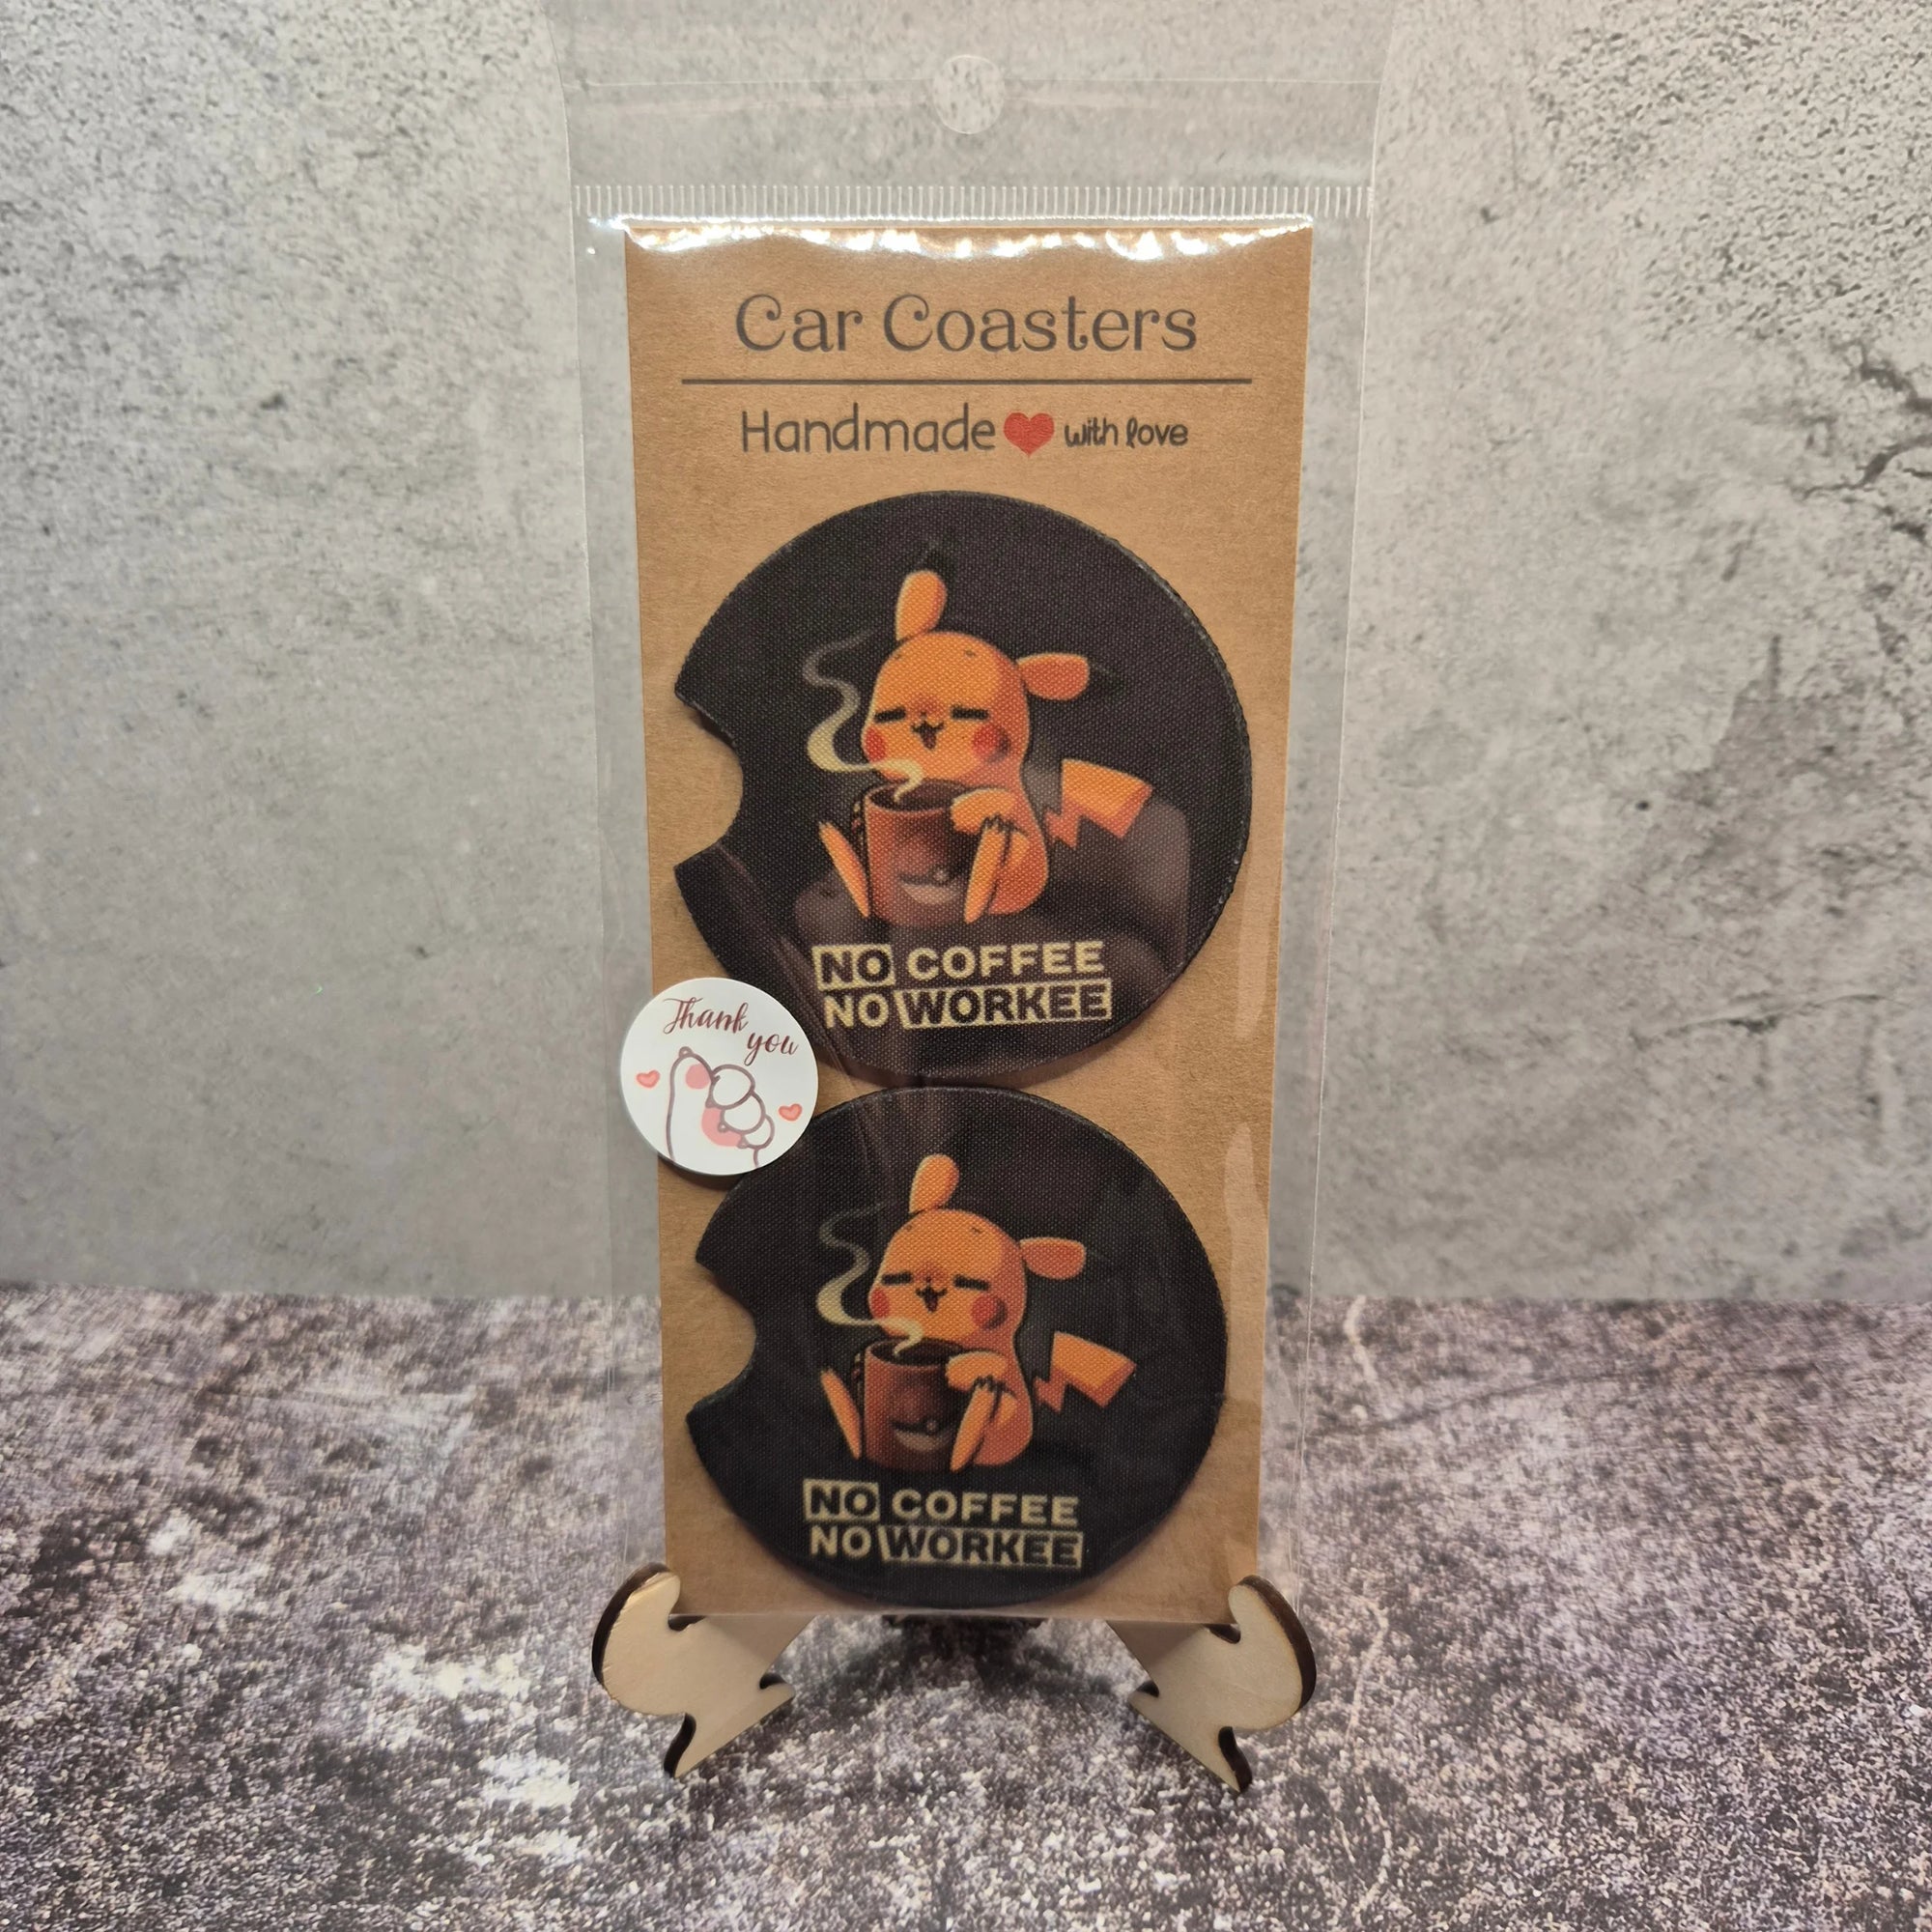 Car Coasters
Handmade with love
NO COFFEE
NO WORKEE
Thank
you
NO COFFEE
NO WORKEE